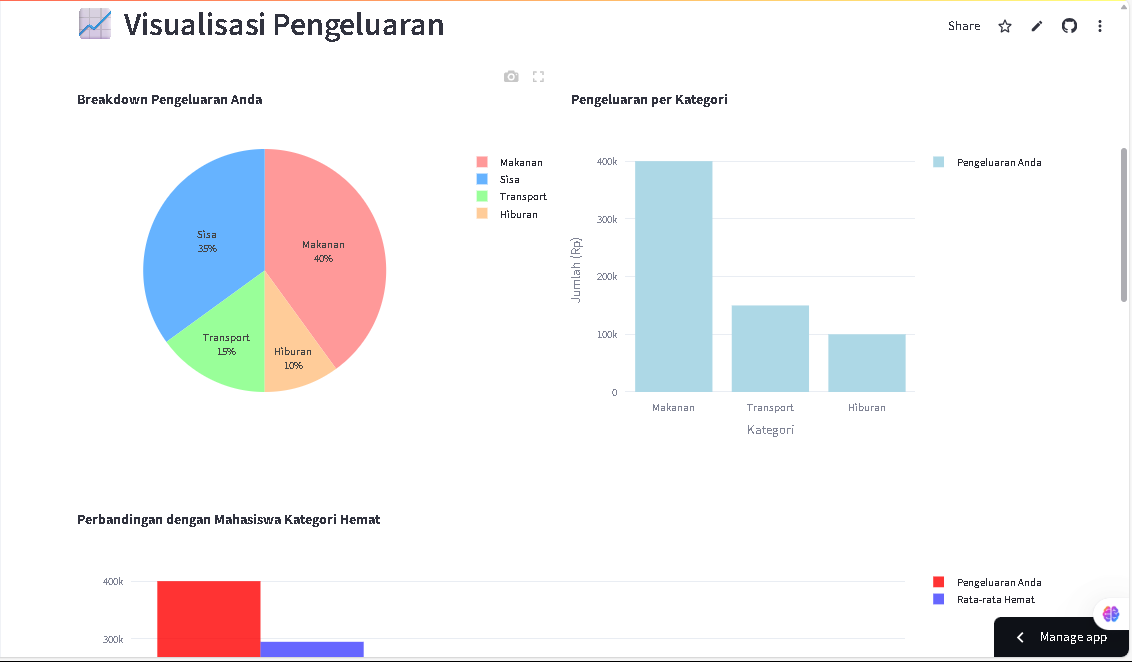 Visualisasi Pengeluaran
Share
Breakdown Pengeluaran Anda
Makanan
Sisa
Transport
Hiburan
Sisa
35%
Makanan
40%
Transport
15%
Hiburan
10%
Pengeluaran per Kategori
400k
300k
200k
100k
0
Jumlah (Rp)
Makanan
Transport
Hiburan
Kategori
Pengeluaran Anda
Perbandingan dengan Mahasiswa Kategori Hemat
400k
300k
Pengeluaran Anda
Rata-rata Hemat
Manage app